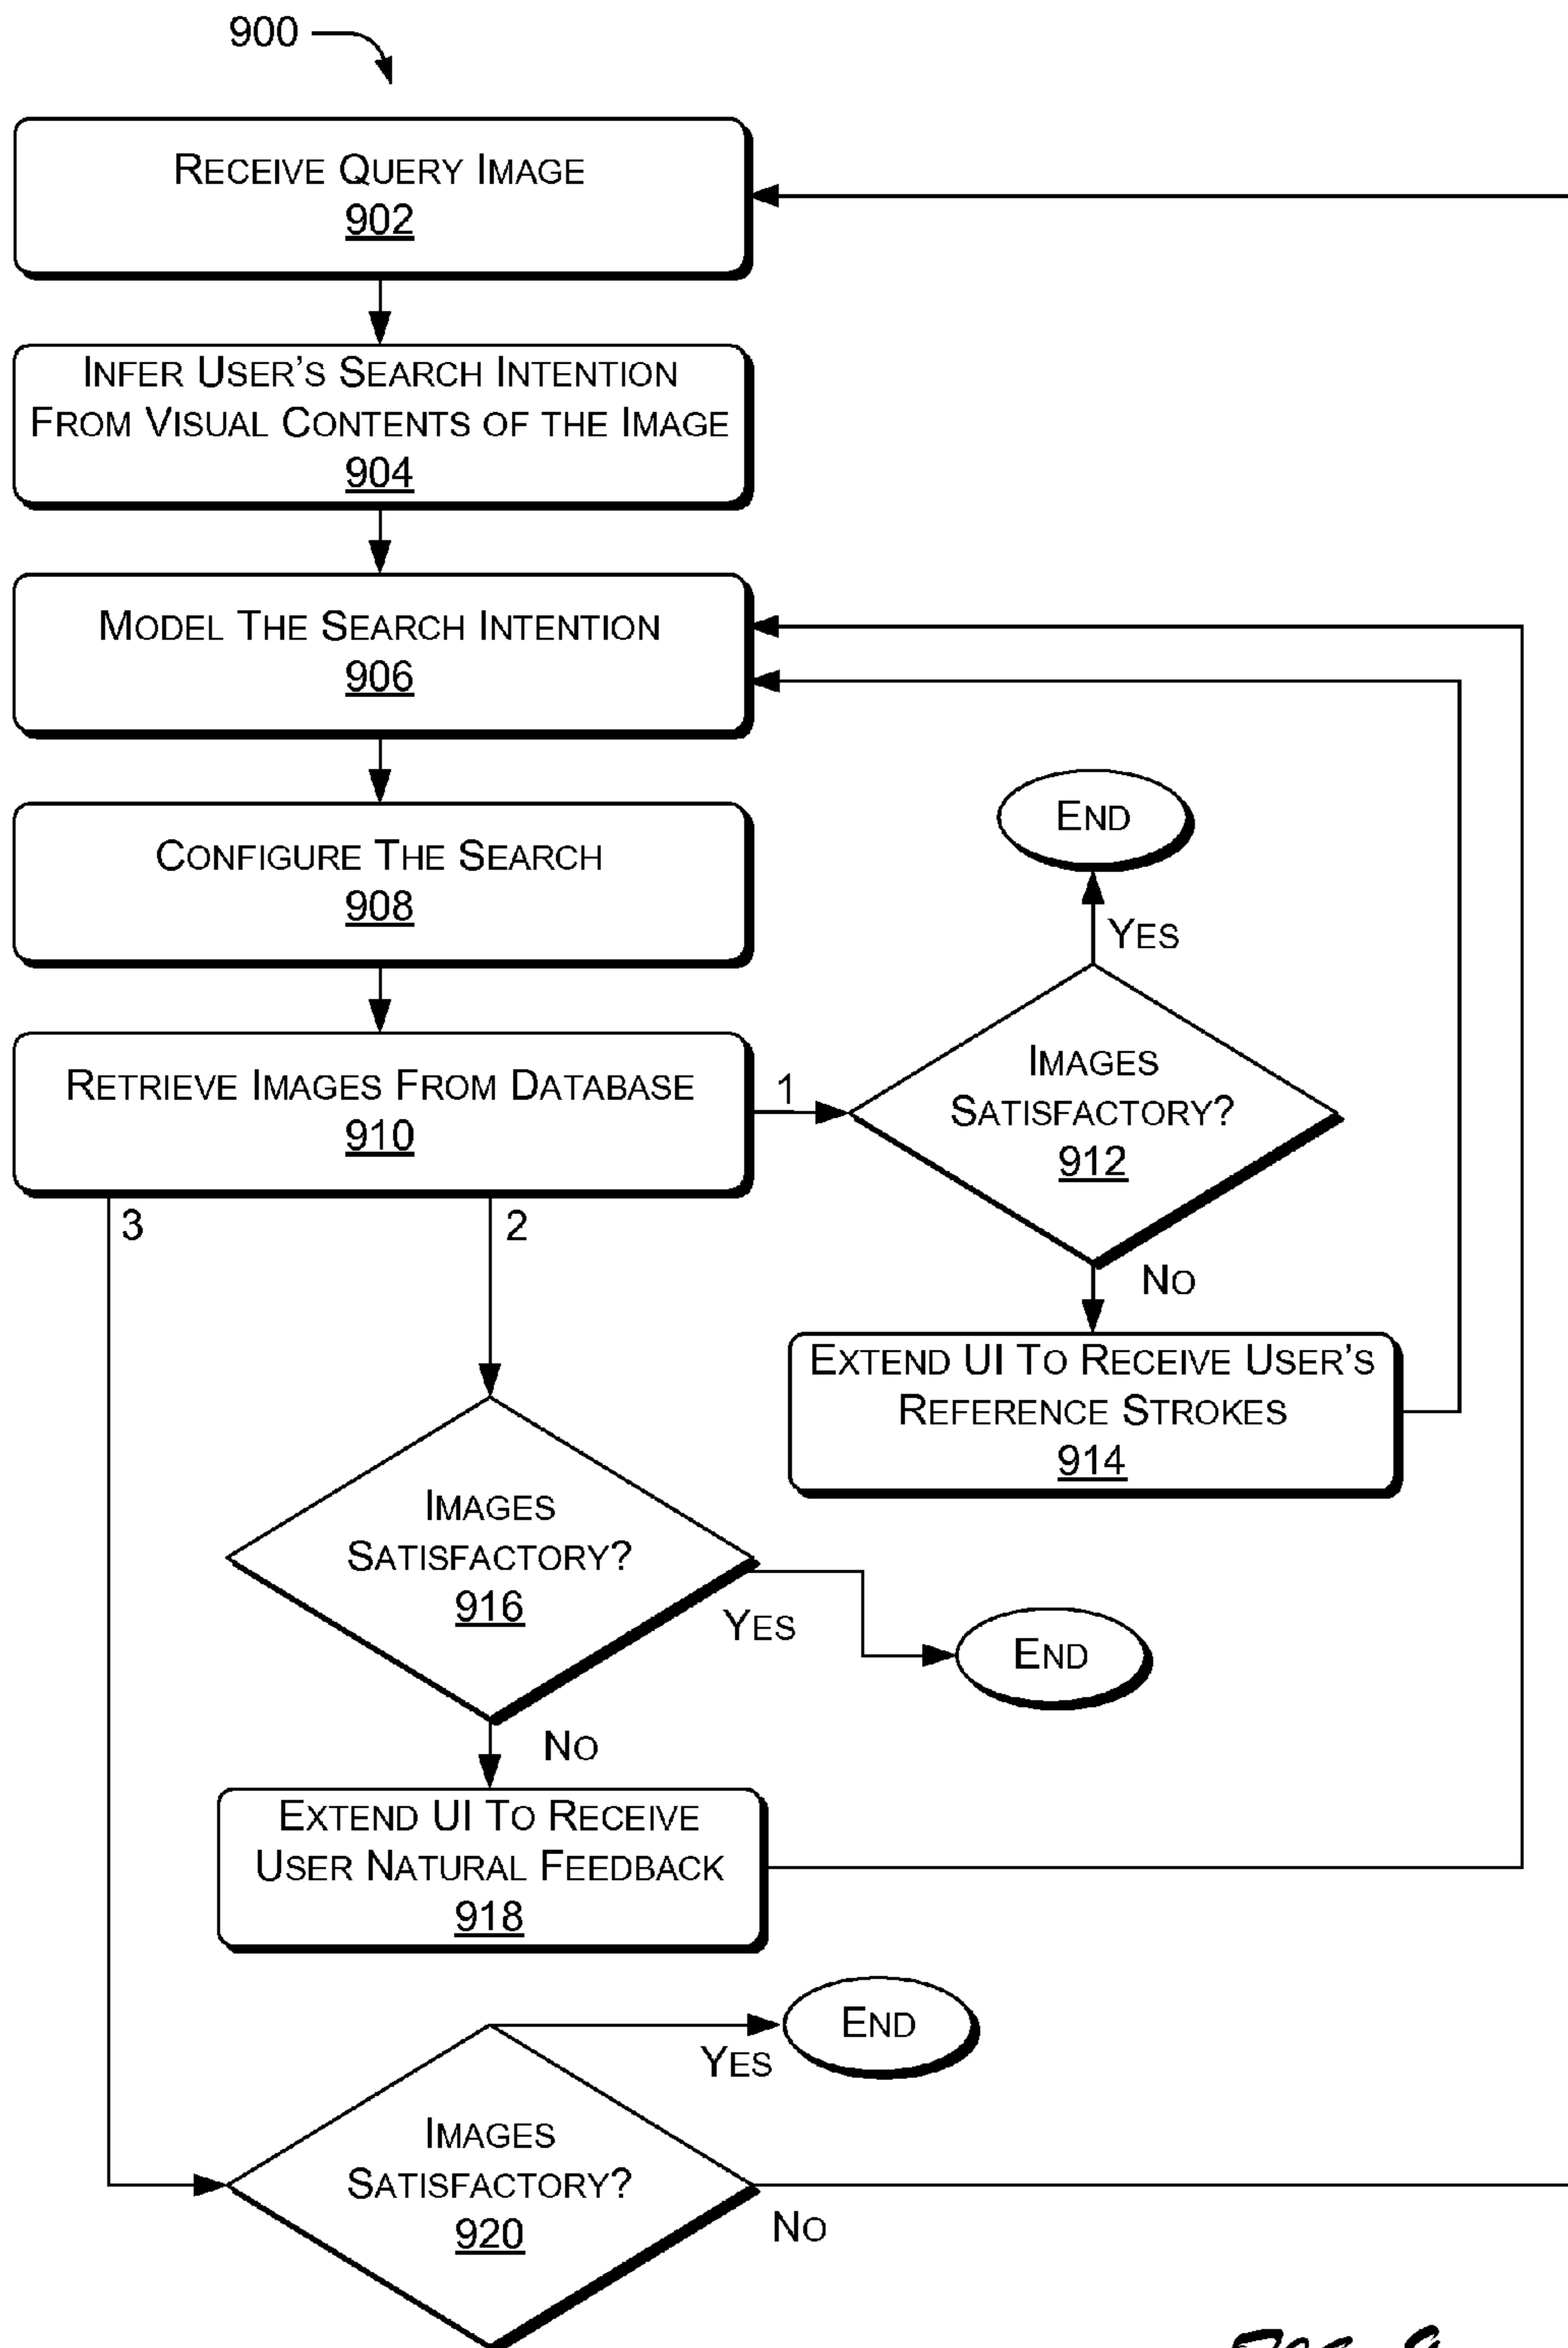 900
RECEIVE QUERY IMAGE
902
INFER USER'S SEARCH INTENTION
FROM VISUAL CONTENTS OF THE IMAGE
904
MODEL THE SEARCH INTENTION
906
CONFIGURE THE SEARCH
908
RETRIEVE IMAGES FROM DATABASE
910
1
END
YES
IMAGES
SATISFACTORY?
912
NO
EXTEND UI TO RECEIVE USER'S
REFERENCE STROKES
914
3
2
IMAGES
SATISFACTORY?
916
YES
END
NO
EXTEND UI TO RECEIVE
USER NATURAL FEEDBACK
918
END
YES
IMAGES
SATISFACTORY?
920
NO